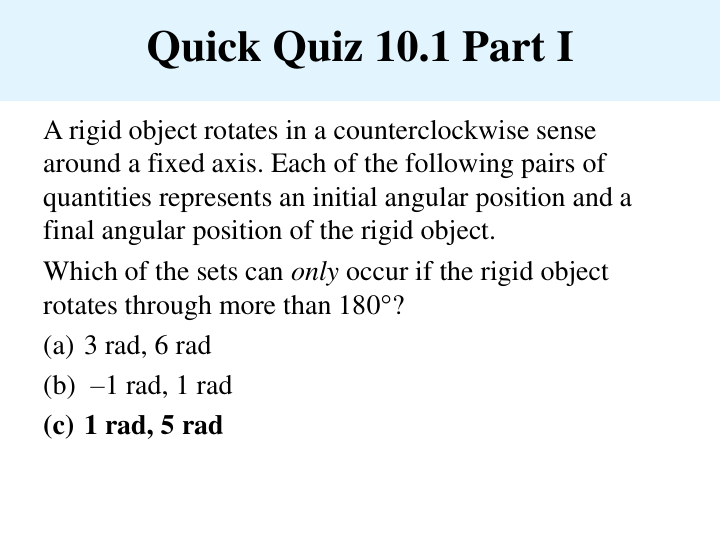 Quick Quiz 10.1 Part I
A rigid object rotates in a counterclockwise sense
around a fixed axis. Each of the following pairs of
quantities represents an initial angular position and a
final angular position of the rigid object.
Which of the sets can only occur if the rigid object
rotates through more than 180°?
(a) 3 rad, 6 rad
(b) –1 rad, 1 rad
(c) 1 rad, 5 rad